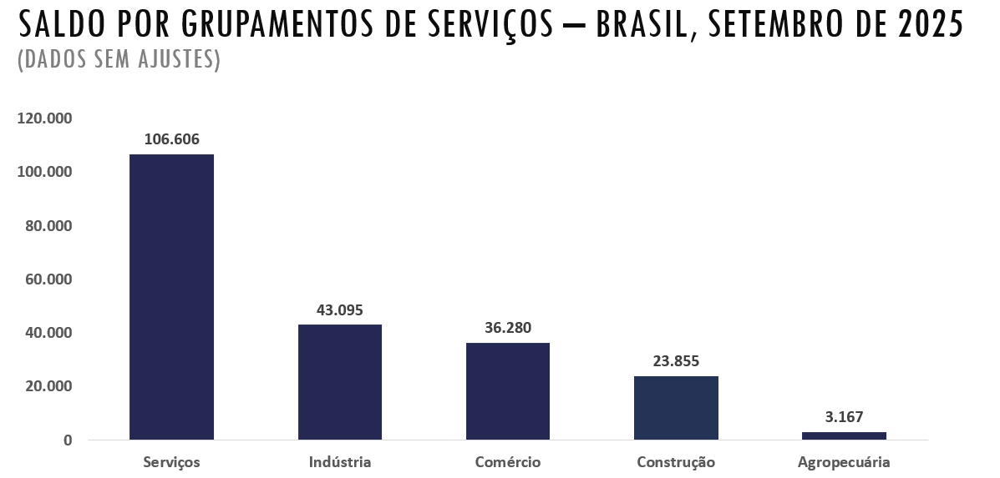 SALDO POR GRUPAMENTOS DE SERVIÇOS – BRASIL, SETEMBRO DE 2025
(DADOS SEM AJUSTES)
120.000
100.000
80.000
60.000
40.000
20.000
0
106.606
43.095
36.280
23.855
3.167
Serviços
Indústria
Comércio
Construção
Agropecuária